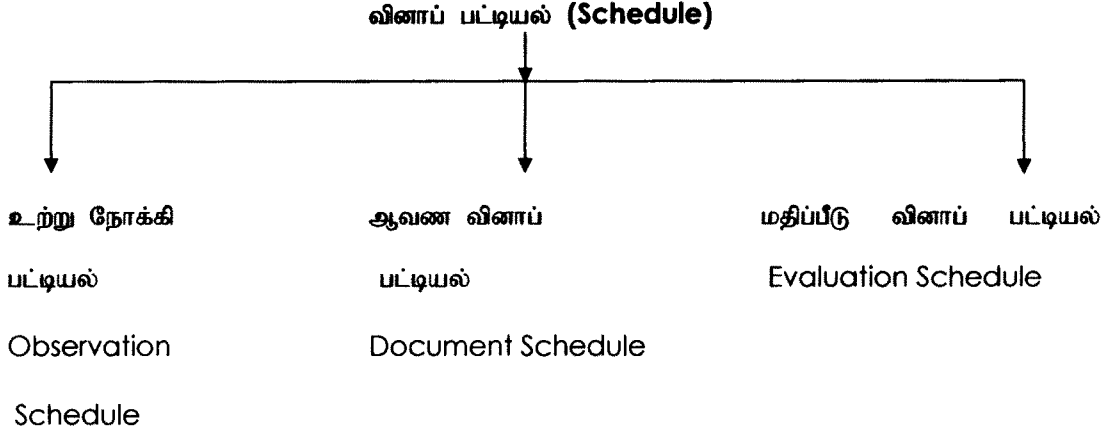 வினாப் பட்டியல் (Schedule)
உற்று நோக்கி
பட்டியல்
Observation
Schedule
ஆவண வினாப்
பட்டியல்
Document Schedule
மதிப்பீடு வினாப் பட்டியல்
Evaluation Schedule